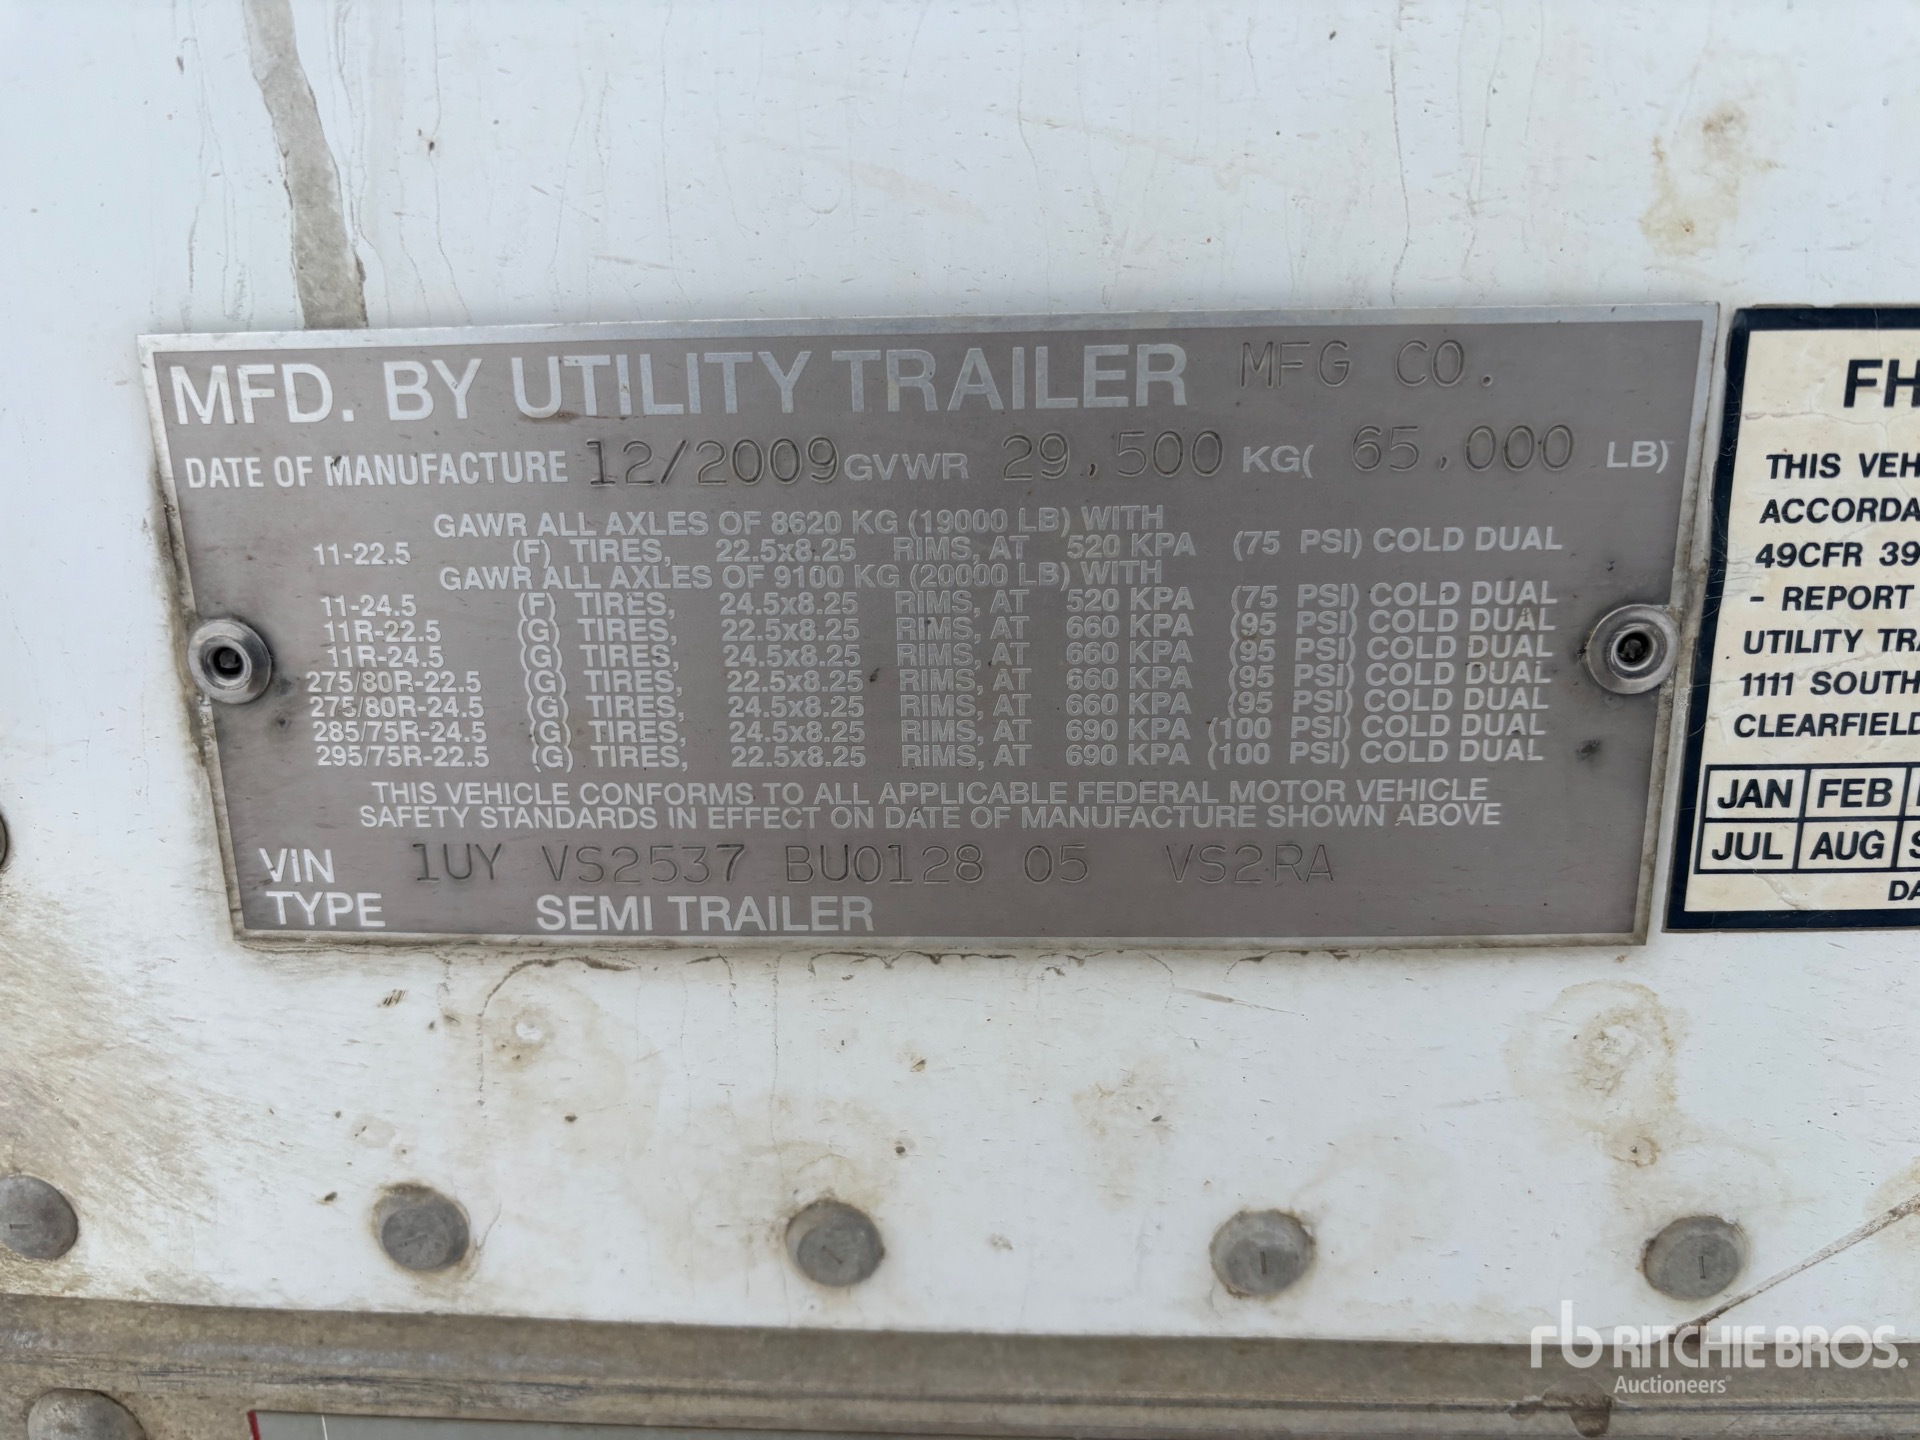 MFD. BY UTILITY TRAILER MFG CO.
DATE OF MANUFACTURE 12/2009 GVWR 29,500 KG( 65,000 LB)
GAWR ALL AXLES OF 8620 KG (19000 LB) WITH
11-22.5 (F) TIRES, 22.5x8.25 RIMS, AT 520 KPA (75 PSI) COLD DUAL
GAWR ALL AXLES OF 9100 KG (20000 LB) WITH
11-24.5 (F) TIRES, 24.5x8.25 RIMS, AT 520 KPA (75 PSI) COLD DUAL
11R-22.5 (G) TIRES, 22.5x8.25 RIMS, AT 660 KPA (95 PSI) COLD DUAL
11R-24.5 (G) TIRES, 24.5x8.25 RIMS, AT 660 KPA (95 PSI) COLD DUAL
275/80R-22.5 (G) TIRES, 22.5x8.25 RIMS, AT 660 KPA (95 PSI) COLD DUAL
275/80R-24.5 (G) TIRES, 24.5x8.25 RIMS, AT 660 KPA (95 PSI) COLD DUAL
285/75R-24.5 (G) TIRES, 24.5x8.25 RIMS, AT 690 KPA (100 PSI) COLD DUAL
295/75R-22.5 (G) TIRES, 22.5x8.25 RIMS, AT 690 KPA (100 PSI) COLD DUAL
THIS VEHICLE CONFORMS TO ALL APPLICABLE FEDERAL MOTOR VEHICLE
SAFETY STANDARDS IN EFFECT ON DATE OF MANUFACTURE SHOWN ABOVE
VIN 1UY VS2537 BU0128 05 VS2RA
TYPE SEMI TRAILER
FH
THIS VEH
ACCORDA
49CFR 39
- REPORT
UTILITY TRA
1111 SOUTH
CLEARFIELD
JAN FEB
JUL AUG S
DA
rb RITCHIE BROS.
Auctioneers